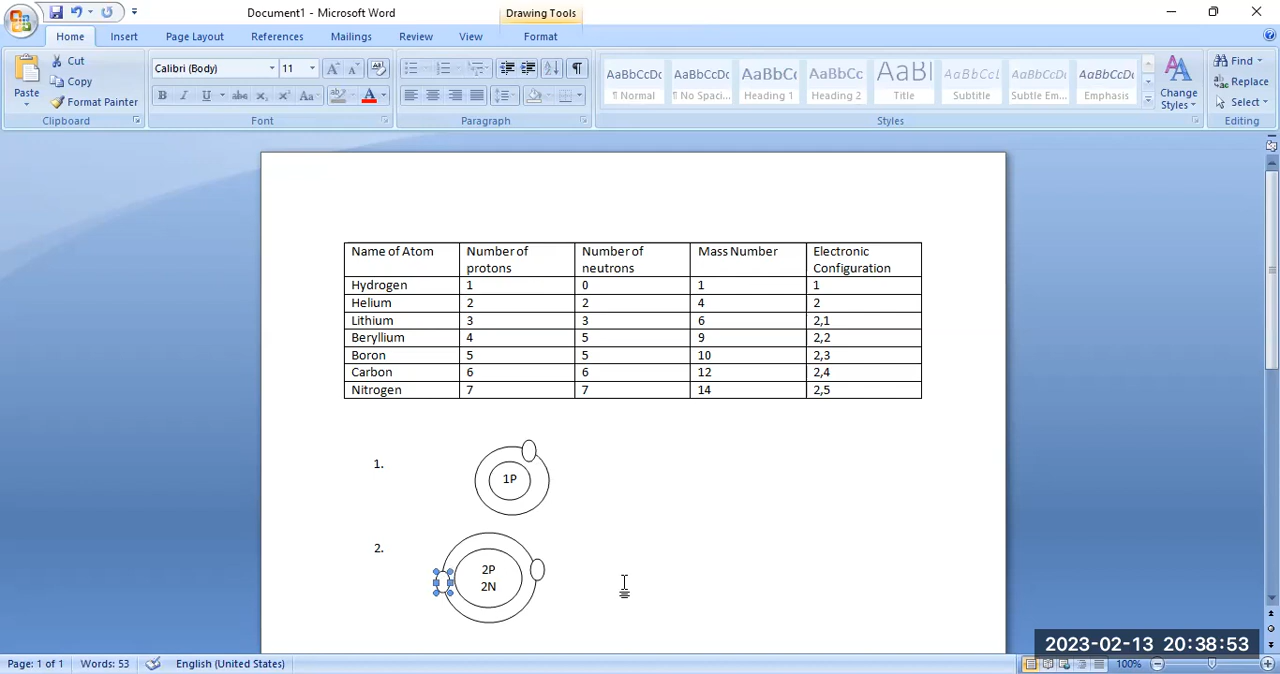 Document1 - Microsoft Word
Drawing Tools
Home Insert Page Layout References Mailings Review View Format
Paste
Cut
Copy
Format Painter
Clipboard
Calibri (Body) 11
Font
Paragraph
AaBbCcDc AaBbCcDc AaBbC‹ AaBbCc AaBl AaBbCcL AaBbCcDc AaBbCcDc
¶ Normal ¶ No Spaci... Heading 1 Heading 2 Title Subtitle Subtle Em... Emphasis
Styles
Change
Styles
Find
Replace
Select
Editing
Name of Atom Number of protons Number of neutrons Mass Number Electronic Configuration
Hydrogen 1 0 1 1
Helium 2 2 4 2
Lithium 3 3 6 2,1
Beryllium 4 5 9 2,2
Boron 5 5 10 2,3
Carbon 6 6 12 2,4
Nitrogen 7 7 14 2,5
1.
1P
2.
2P
2N
2023-02-13 20:38:53
Page: 1 of 1 Words: 53 English (United States) 100%